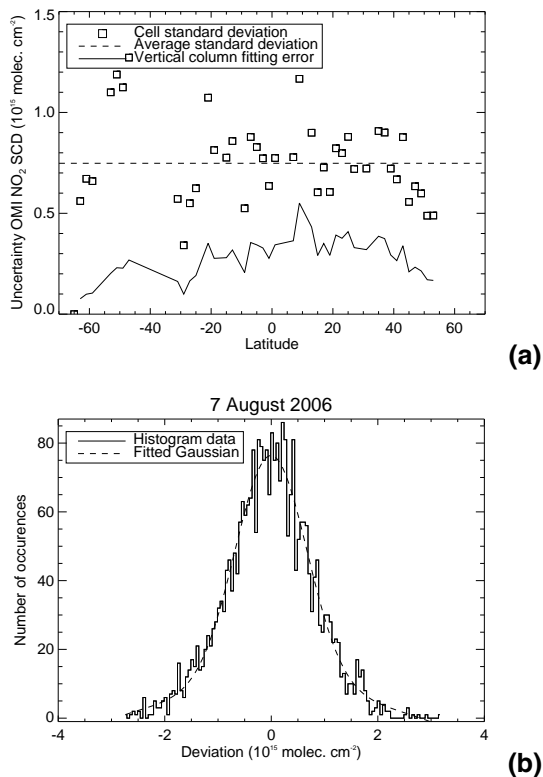 1.5
Cell standard deviation
Average standard deviation
Vertical column fitting error
1.0
0.5
0.0
Uncertainty OMI NO2 SCD (10^15 molec. cm^-2)
-60 -40 -20 0 20 40 60
Latitude
(a)
7 August 2006
Histogram data
Fitted Gaussian
80
60
40
20
0
Number of occurences
-4 -2 0 2 4
Deviation (10^15 molec. cm^-2)
(b)